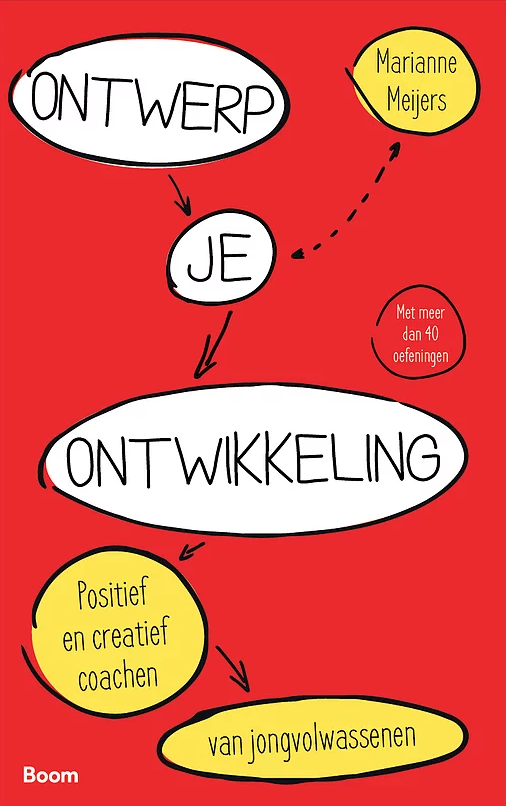 ONTWERP
Marianne
Meijers
JE
Met meer
dan 40
oefeningen
ONTWIKKELING
Positief
en creatief
coachen
van jongvolwassenen
Boom